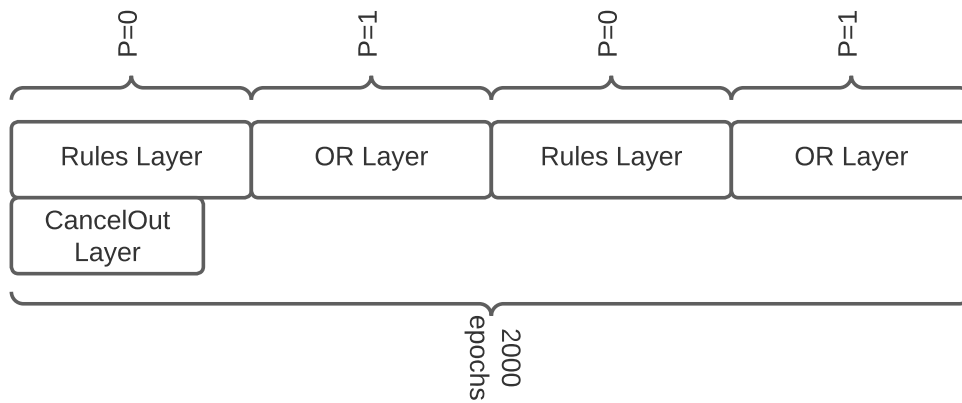 P=0
P=1
P=0
P=1
Rules Layer
OR Layer
Rules Layer
OR Layer
CancelOut
Layer
2000
epochs